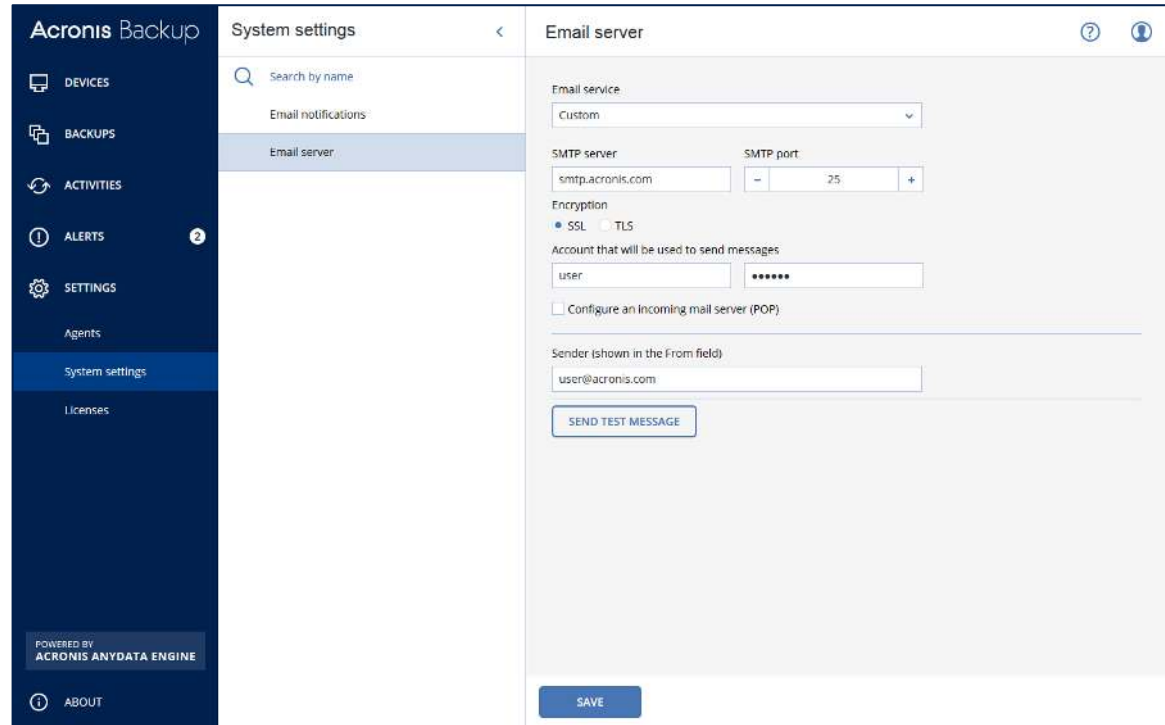 Acronis Backup
DEVICES
BACKUPS
ACTIVITIES
ALERTS 2
SETTINGS
Agents
System settings
Licenses
POWERED BY
ACRONIS ANYDATA ENGINE
ABOUT
System settings
Search by name
Email notifications
Email server
Email server
Email service
Custom
SMTP server SMTP port
smtp.acronis.com - 25 +
Encryption
SSL TLS
Account that will be used to send messages
user ••••••
Configure an incoming mail server (POP)
Sender (shown in the From field)
user@acronis.com
SEND TEST MESSAGE
SAVE